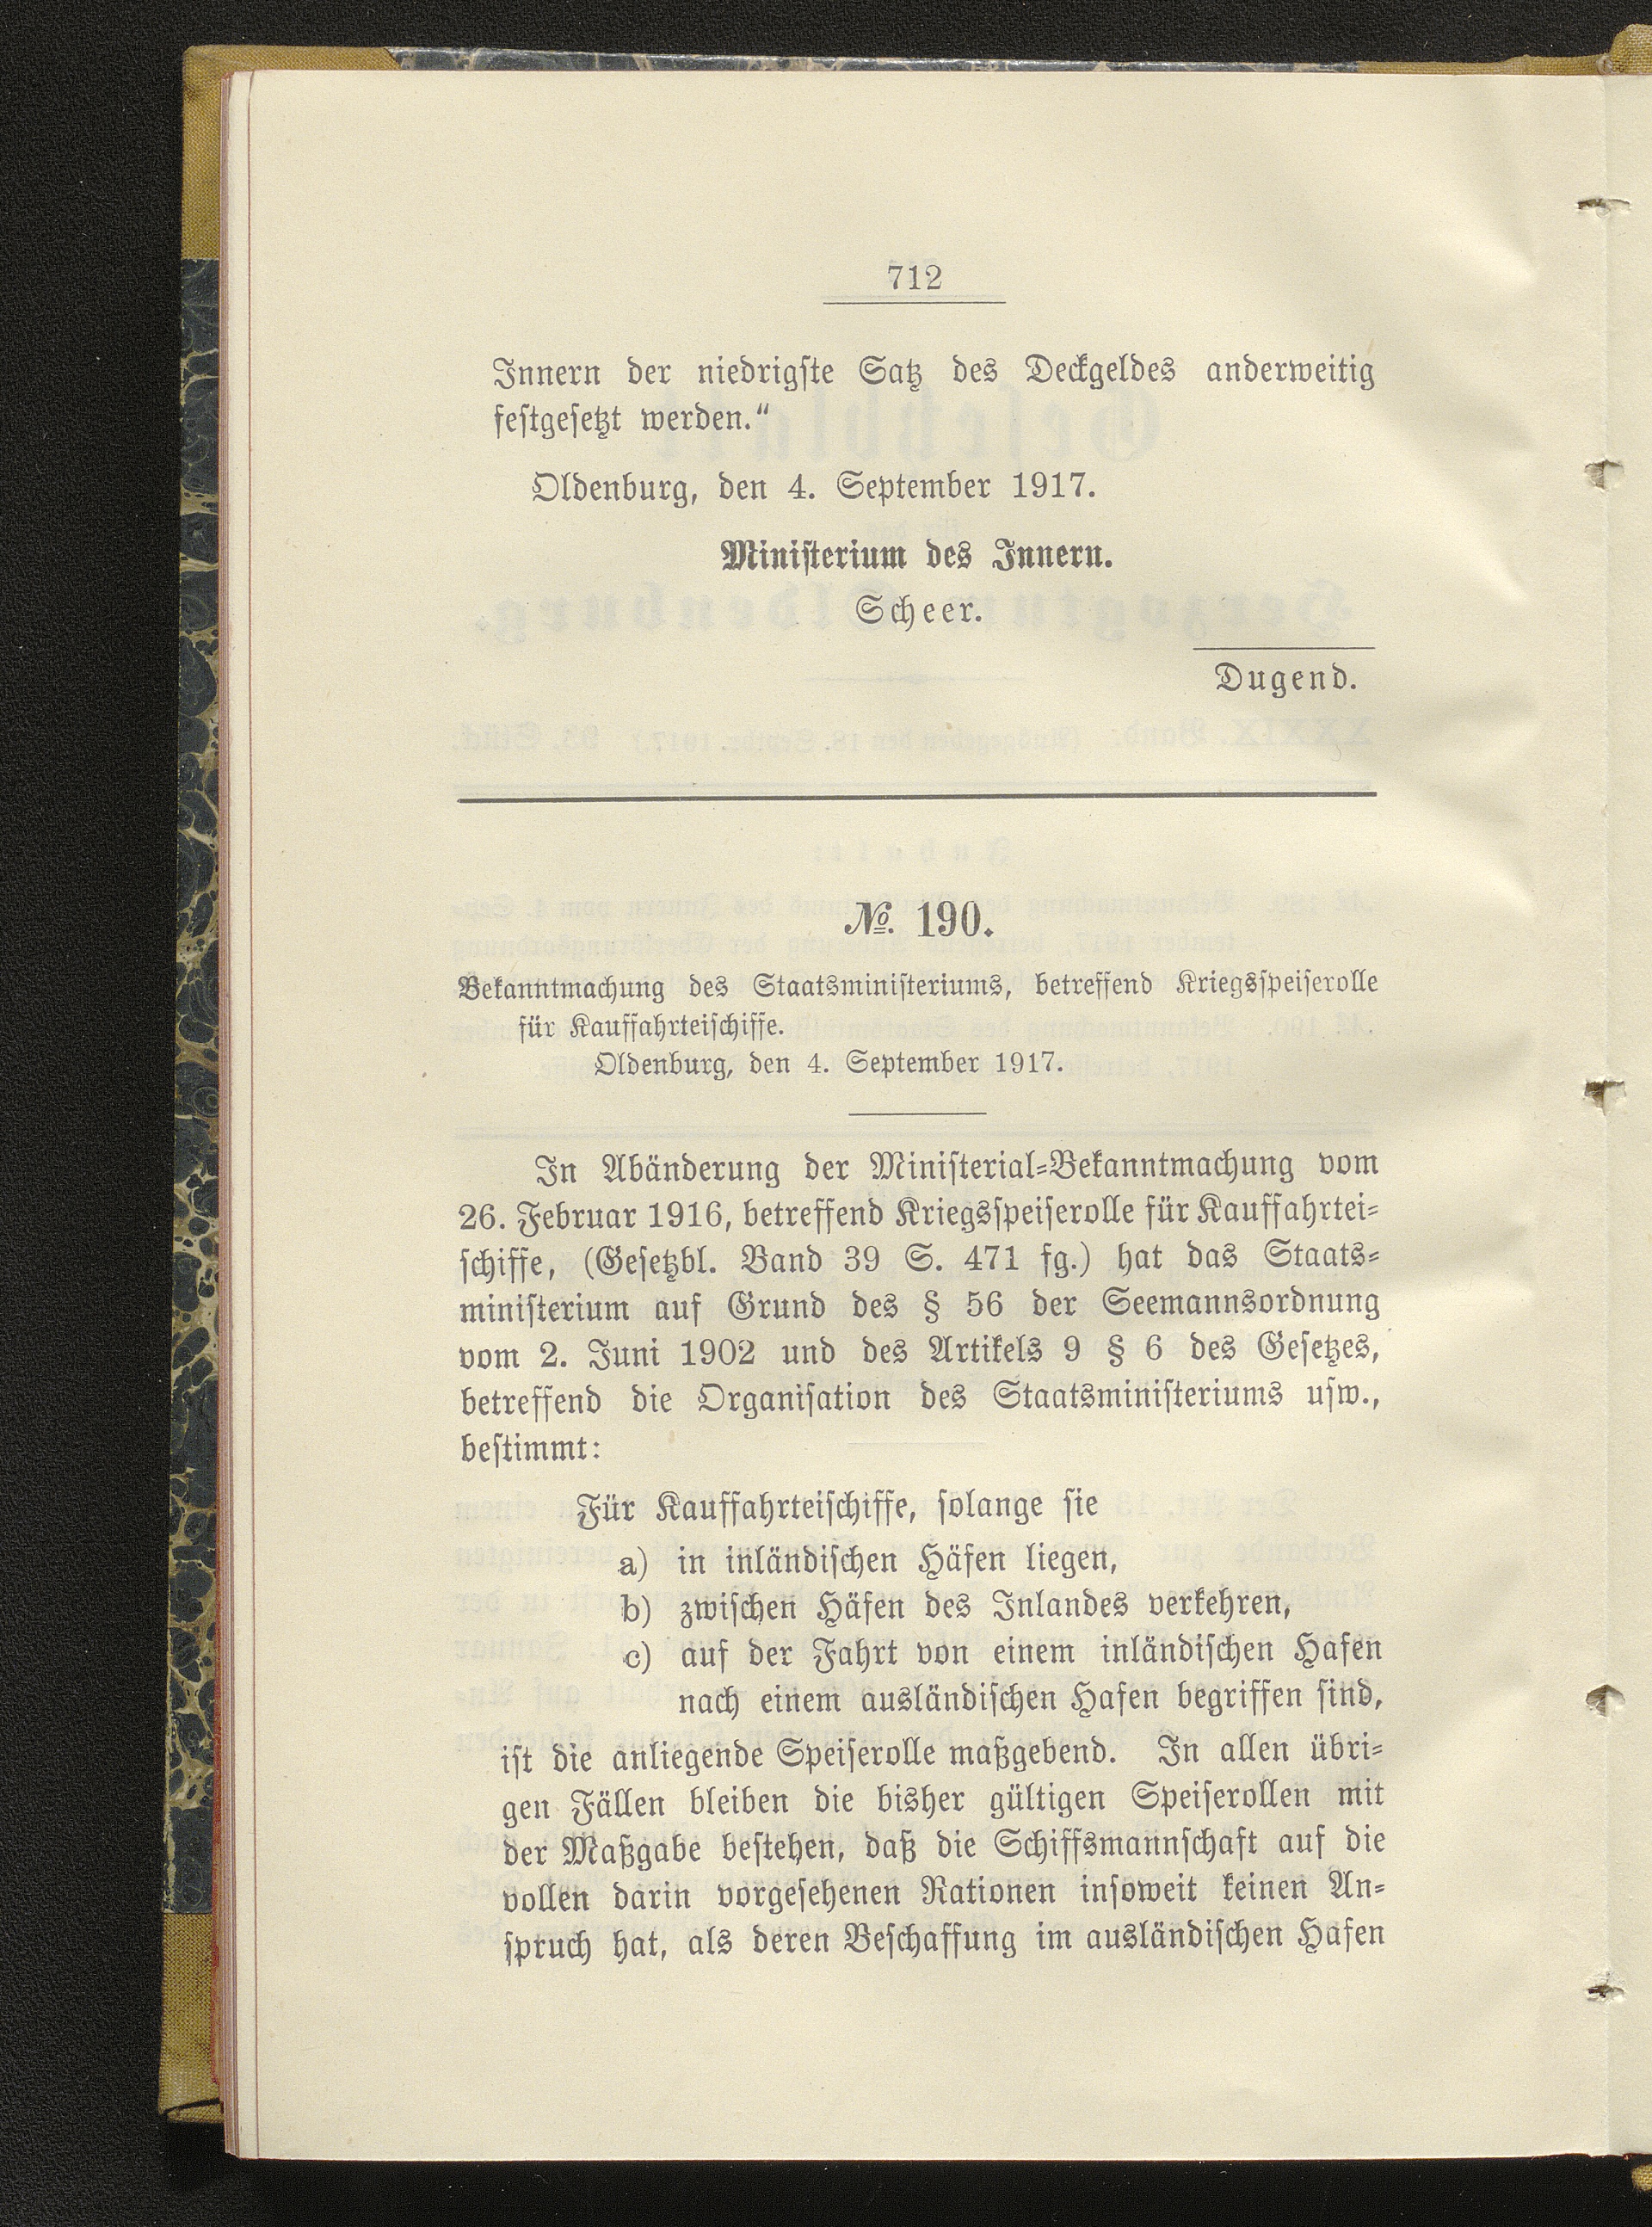 712
Innern der niedrigſte Satz des Deckgeldes anderweitig
feſtgeſetzt werden.“
Oldenburg, den 4. September 1917.
Miniſterium des Innern.
Scheer.
Dugend.
№. 190.
Bekanntmachung des Staatsminiſteriums, betreffend Kriegsſpeiſerolle
für Kauffahrteiſchiffe.
Oldenburg, den 4. September 1917.
In Abänderung der Miniſterial-Bekanntmachung vom
26. Februar 1916, betreffend Kriegsſpeiſerolle für Kauffahrtei-
ſchiffe, (Geſetzbl. Band 39 S. 471 fg.) hat das Staats-
miniſterium auf Grund des § 56 der Seemannsordnung
vom 2. Juni 1902 und des Artikels 9 § 6 des Geſetzes,
betreffend die Organiſation des Staatsminiſteriums uſw.,
beſtimmt:
Für Kauffahrteiſchiffe, ſolange ſie
a) in inländiſchen Häfen liegen,
b) zwiſchen Häfen des Inlandes verkehren,
c) auf der Fahrt von einem inländiſchen Hafen
nach einem ausländiſchen Hafen begriffen ſind,
iſt die anliegende Speiſerolle maßgebend. In allen übri-
gen Fällen bleiben die bisher gültigen Speiſerollen mit
der Maßgabe beſtehen, daß die Schiffsmannſchaft auf die
vollen darin vorgeſehenen Rationen inſoweit keinen An-
ſpruch hat, als deren Beſchaffung im ausländiſchen Hafen